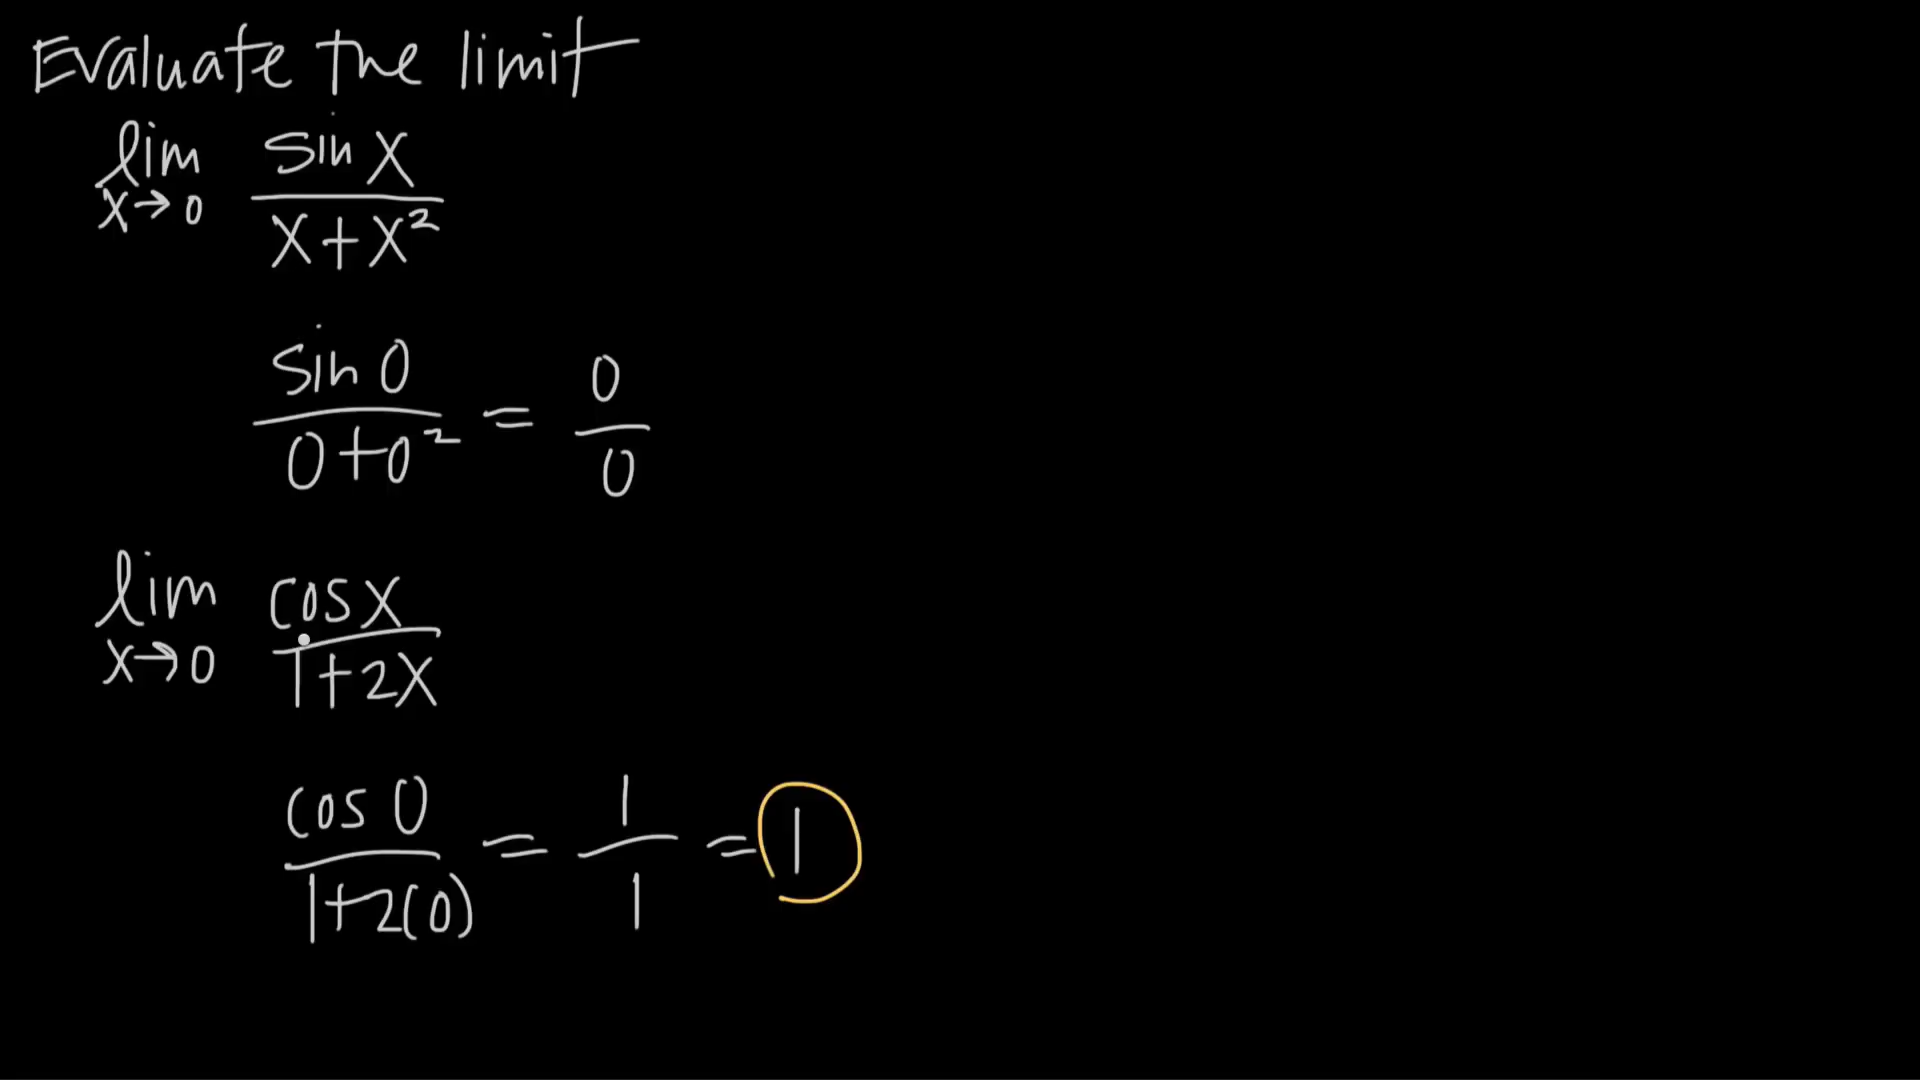 Evaluate the limit
lim x→0 sin x / x + x²
sin 0 / 0 + 0² = 0 / 0
lim x→0 cos x / 1 + 2x
cos 0 / 1 + 2(0) = 1 / 1 = 1